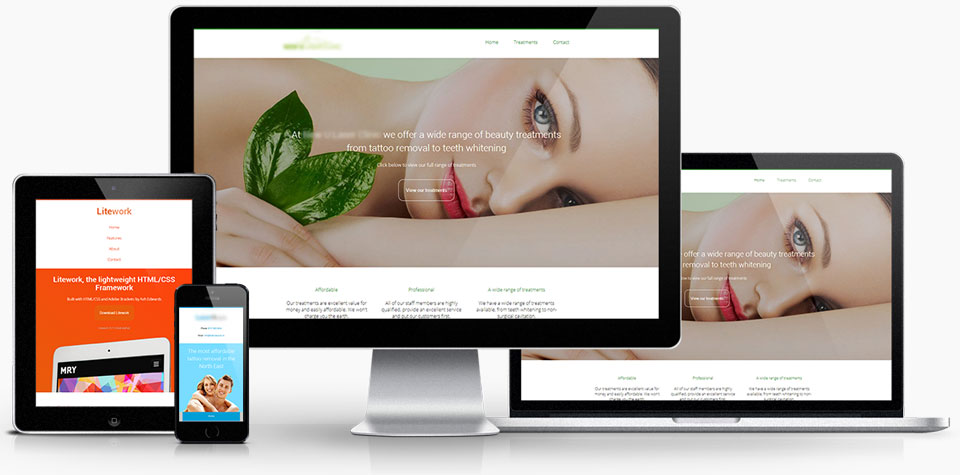 Home Treatments Contact
At we offer a wide range of beauty treatments
from tattoo removal to teeth whitening
Click below to view our full range of treatments
View our treatments
Affordable
Our treatments are excellent value for
money and easily affordable. We won't
charge you the earth.
Professional
All of our staff members are highly
qualified, provide an excellent service
and put our customers first.
A wide range of treatments
We have a wide range of treatments
available, from teeth whitening to non-
surgical cavitation.
Litework
Home
Features
About
Contact
Litework, the lightweight HTML/CSS
Framework
Built with HTML/CSS and Adobe Brackets by Ash Edwards
Download Litework
MRY
The most affordable
tattoo removal in the
North East
Home Treatments Contact
we offer a wide range of beauty treatments
removal to teeth whitening
below to view our full range of treatments
View our treatments
Affordable
Our treatments are excellent value for
money and easily affordable. We won't
charge you the earth.
Professional
All of our staff members are highly
qualified, provide an excellent service
and put our customers first.
A wide range of treatments
We have a wide range of treatments
available, from teeth whitening to non-
surgical cavitation.